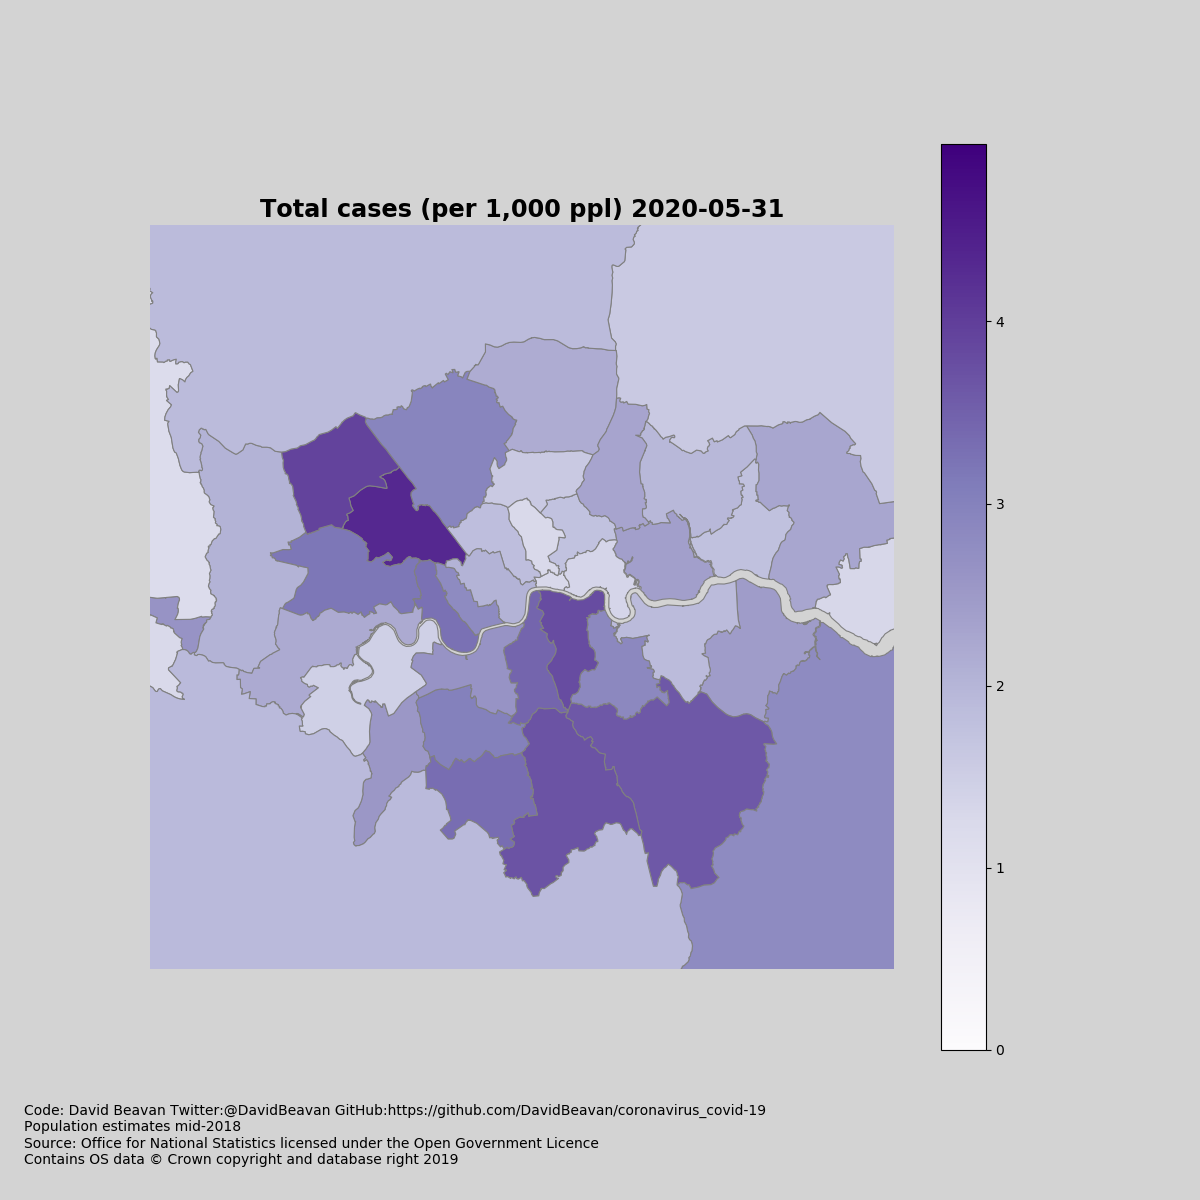 Total cases (per 1,000 ppl) 2020-05-31
4
3
2
1
0
Code: David Beavan Twitter:@DavidBeavan GitHub:https://github.com/DavidBeavan/coronavirus_covid-19
Population estimates mid-2018
Source: Office for National Statistics licensed under the Open Government Licence
Contains OS data © Crown copyright and database right 2019